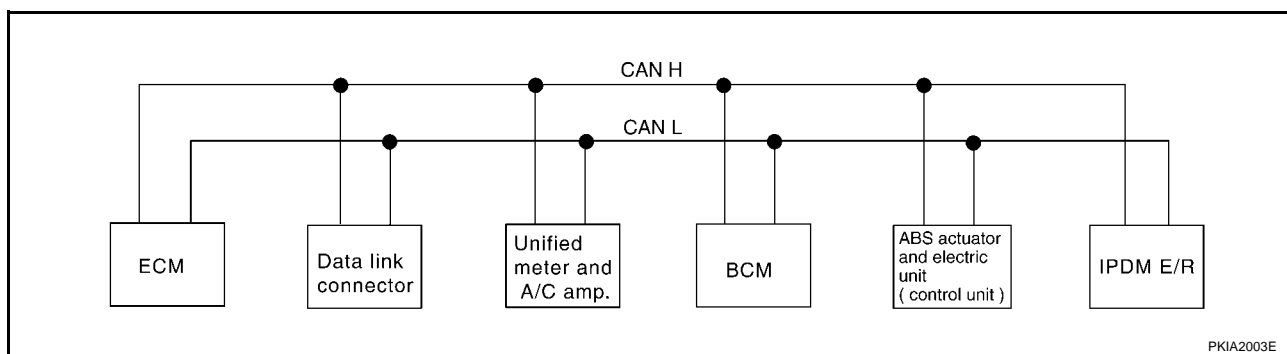 CAN H
CAN L
ECM
Data link
connector
Unified
meter and
A/C amp.
BCM
ABS actuator
and electric
unit
( control unit )
IPDM E/R
PKIA2003E